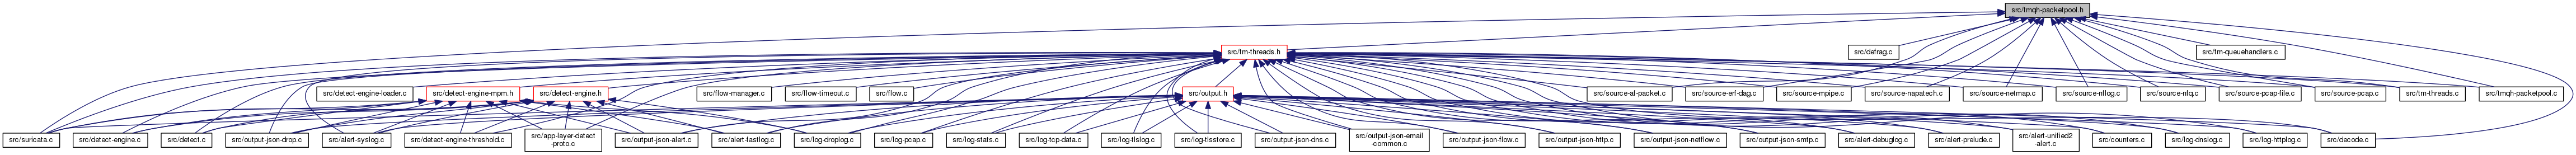 src/tmqh-packetpool.h
src/tm-threads.h
src/defrag.c
src/tm-queuehandlers.c
src/detect-engine-loader.c
src/detect-engine-mpm.h
src/detect-engine.h
src/flow-manager.c
src/flow-timeout.c
src/flow.c
src/output.h
src/source-af-packet.c
src/source-erf-dag.c
src/source-mpipe.c
src/source-napatech.c
src/source-netmap.c
src/source-nflog.c
src/source-nfq.c
src/source-pcap-file.c
src/source-pcap.c
src/tm-threads.c
src/tmqh-packetpool.c
src/suricata.c
src/detect-engine.c
src/detect.c
src/output-json-drop.c
src/alert-syslog.c
src/detect-engine-threshold.c
src/app-layer-detect
-proto.c
src/output-json-alert.c
src/alert-fastlog.c
src/log-droplog.c
src/log-pcap.c
src/log-stats.c
src/log-tcp-data.c
src/log-tlslog.c
src/log-tlsstore.c
src/output-json-dns.c
src/output-json-email
-common.c
src/output-json-flow.c
src/output-json-http.c
src/output-json-netflow.c
src/output-json-smtp.c
src/alert-debuglog.c
src/alert-prelude.c
src/alert-unified2
-alert.c
src/counters.c
src/log-dnslog.c
src/log-httplog.c
src/decode.c